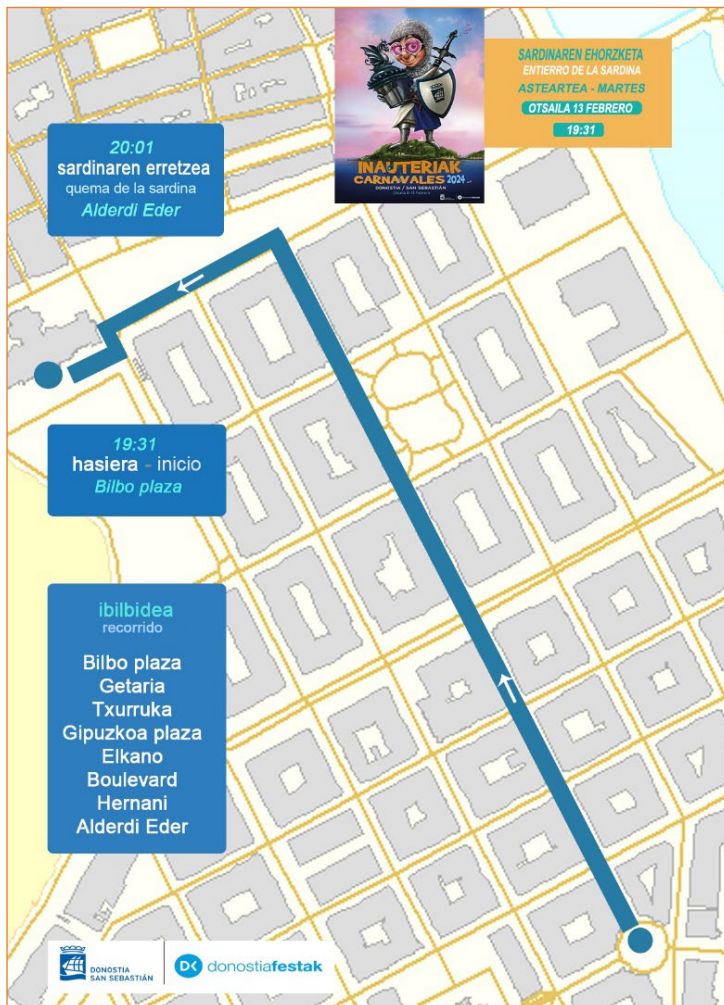 SARDINAREN EHORZKETA
ENTIERRO DE LA SARDINA
ASTEARTEA - MARTES
OTSAILA 13 FEBRERO
19:31
INAUTERIAK
CARNAVALES 2024
DONOSTIA / SAN SEBASTIÁN
20:01
sardinaren erretzea
quema de la sardina
Alderdi Eder
19:31
hasiera - inicio
Bilbo plaza
ibilbidea
recorrido
Bilbo plaza
Getaria
Txurruka
Gipuzkoa plaza
Elkano
Boulevard
Hernani
Alderdi Eder
DONOSTIA
SAN SEBASTIÁN
DK donostiafestak